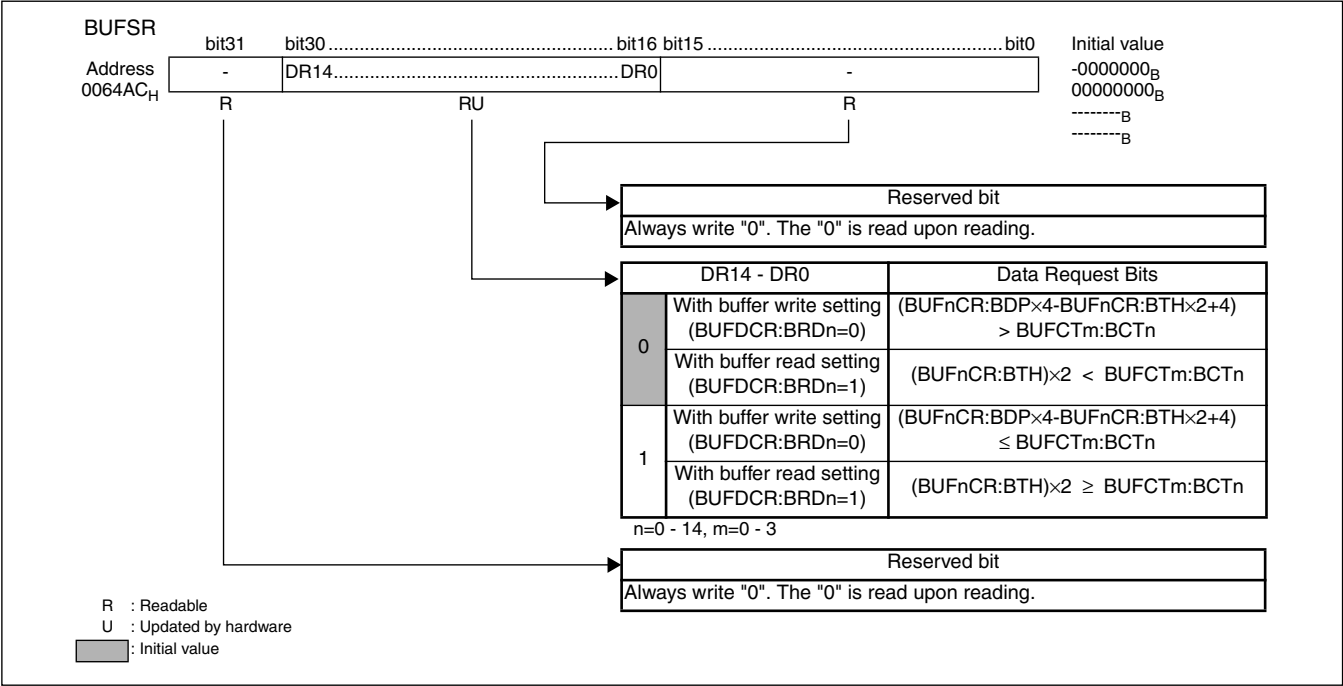 BUFSR
bit31 bit30 ................................................ bit16 bit15 .................................................. bit0 Initial value
Address - DR14................................................DR0 - -0000000B
0064ACH R RU R 00000000B
--------B
--------B
Reserved bit
Always write "0". The "0" is read upon reading.
DR14 - DR0 Data Request Bits
0
With buffer write setting (BUFnCR:BDP×4-BUFnCR:BTH×2+4)
(BUFDCR:BRDn=0) > BUFCTm:BCTn
With buffer read setting
(BUFDCR:BRDn=1) (BUFnCR:BTH)×2 < BUFCTm:BCTn
1
With buffer write setting (BUFnCR:BDP×4-BUFnCR:BTH×2+4)
(BUFDCR:BRDn=0) ≤ BUFCTm:BCTn
With buffer read setting
(BUFDCR:BRDn=1) (BUFnCR:BTH)×2 ≥ BUFCTm:BCTn
n=0 - 14, m=0 - 3
Reserved bit
Always write "0". The "0" is read upon reading.
R : Readable
U : Updated by hardware
: Initial value